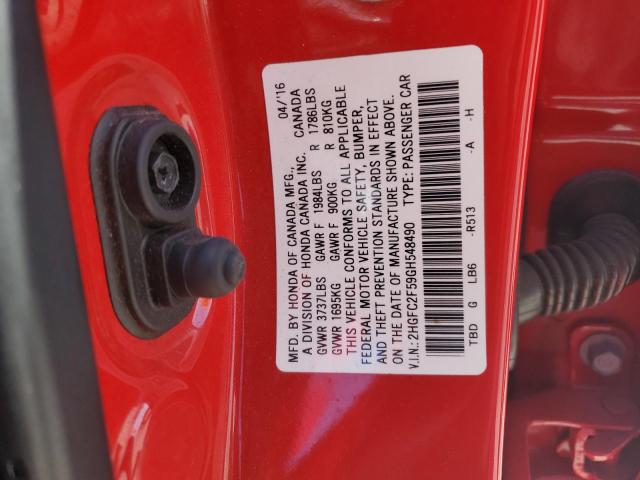 MFD. BY HONDA OF CANADA MFG., 04/'16
A DIVISION OF HONDA CANADA INC. CANADA
GVWR 3737LBS GAWR F 1984LBS R 1786LBS
GVWR 1695KG GAWR F 900KG R 810KG
THIS VEHICLE CONFORMS TO ALL APPLICABLE
FEDERAL MOTOR VEHICLE SAFETY, BUMPER,
AND THEFT PREVENTION STANDARDS IN EFFECT
ON THE DATE OF MANUFACTURE SHOWN ABOVE.
V.I.N.: 2HGFC2F59GH548490 TYPE: PASSENGER CAR
TBD G LB6 -R513 -A -H